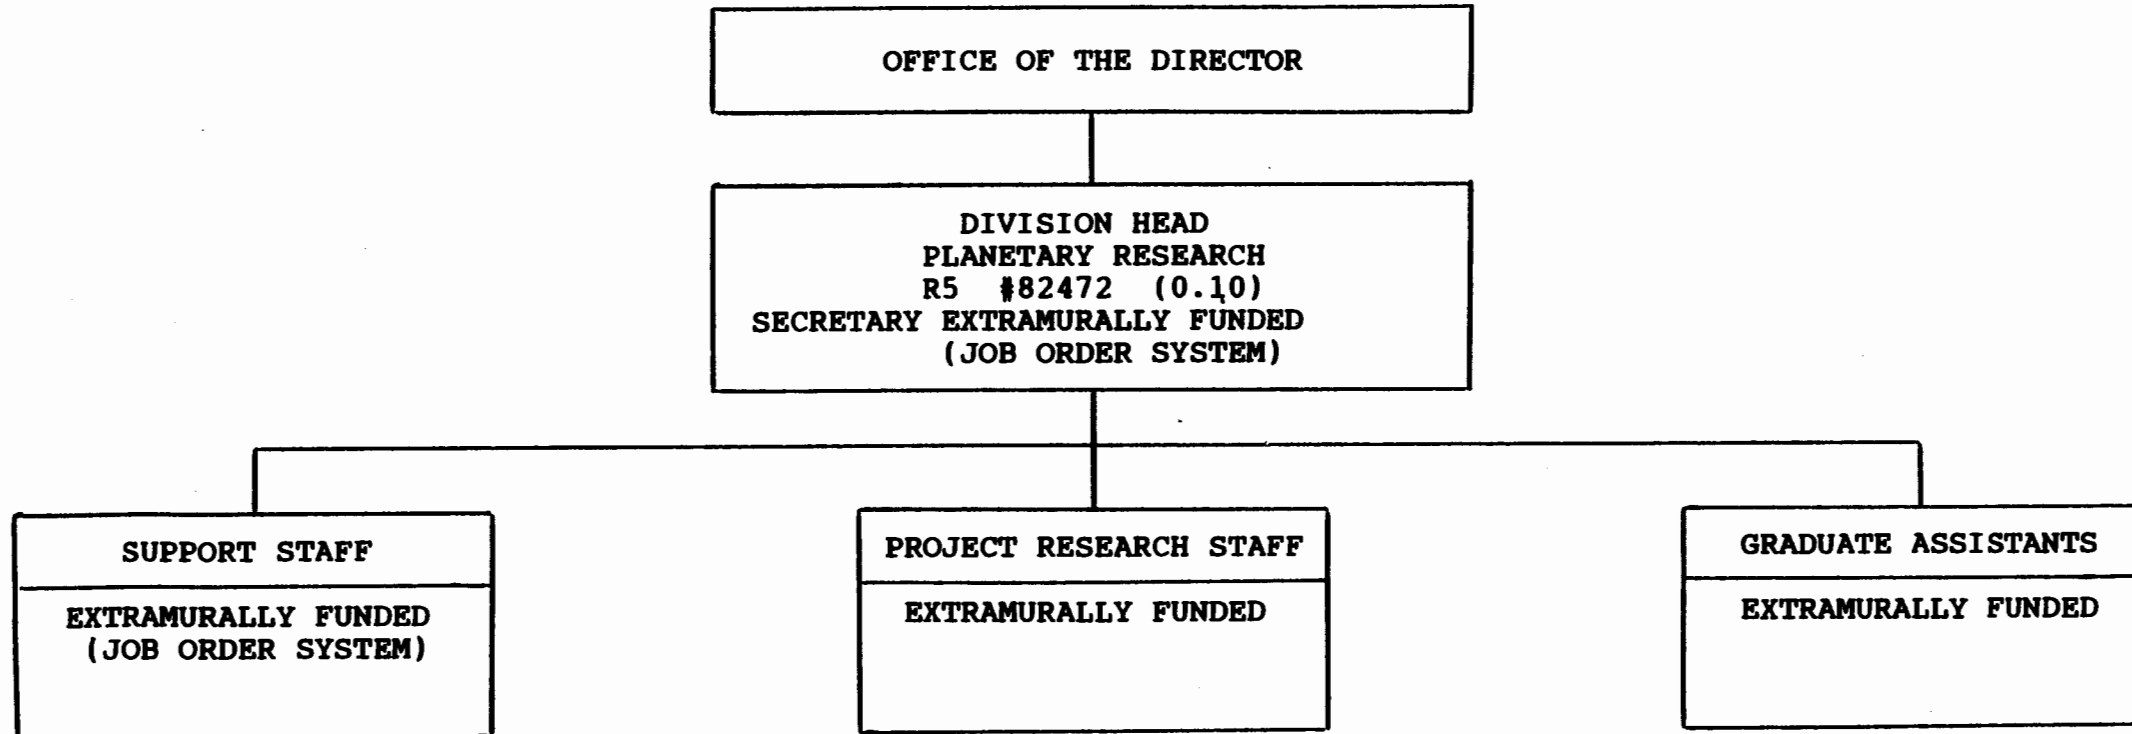 OFFICE OF THE DIRECTOR
DIVISION HEAD
PLANETARY RESEARCH
R5 #82472 (0.10)
SECRETARY EXTRAMURALLY FUNDED
(JOB ORDER SYSTEM)
SUPPORT STAFF
EXTRAMURALLY FUNDED
(JOB ORDER SYSTEM)
PROJECT RESEARCH STAFF
EXTRAMURALLY FUNDED
GRADUATE ASSISTANTS
EXTRAMURALLY FUNDED